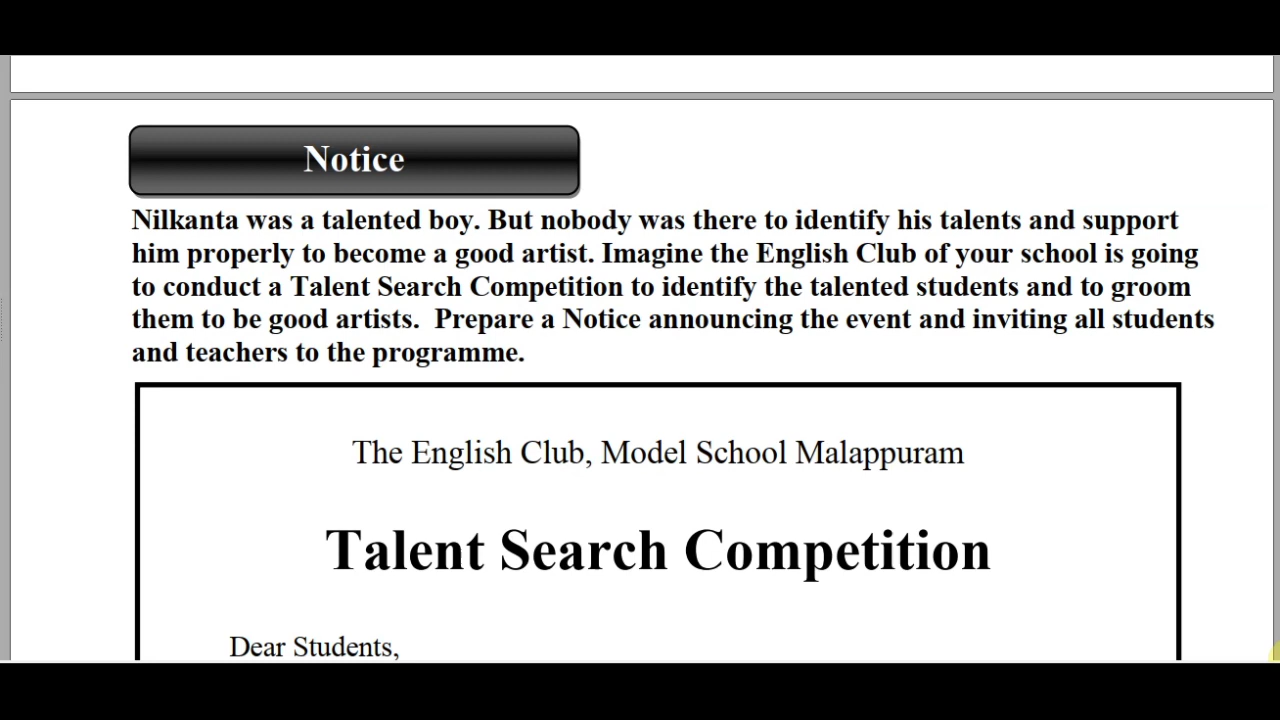 Notice
Nilkanta was a talented boy. But nobody was there to identify his talents and support
him properly to become a good artist. Imagine the English Club of your school is going
to conduct a Talent Search Competition to identify the talented students and to groom
them to be good artists.  Prepare a Notice announcing the event and inviting all students
and teachers to the programme.
The English Club, Model School Malappuram
Talent Search Competition
Dear Students,